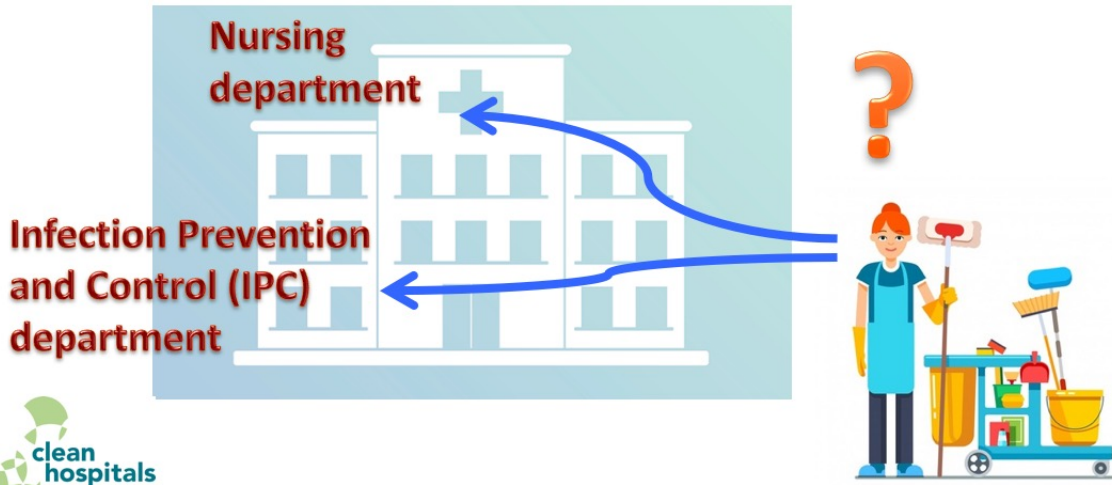 Nursing
department
?
Infection Prevention
and Control (IPC)
department
clean
hospitals